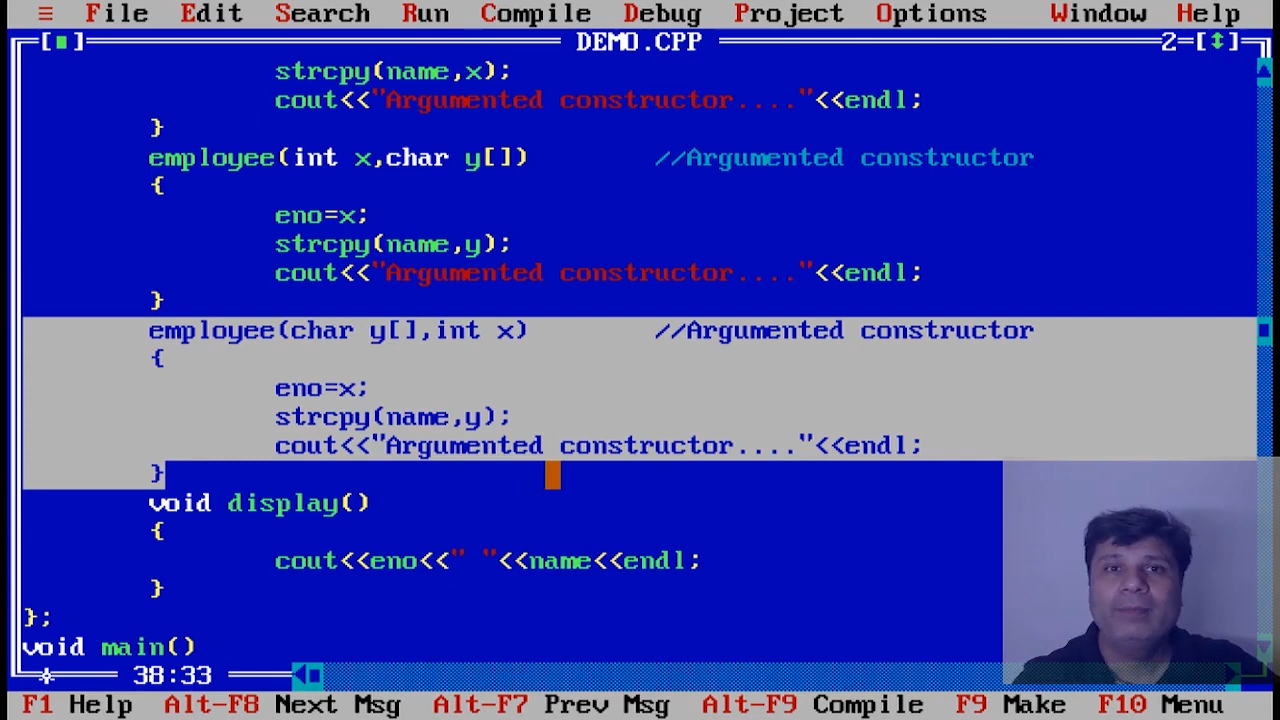 ≡ File Edit Search Run Compile Debug Project Options Window Help
[■] DEMO.CPP 2=[↕]
strcpy(name,x);
cout<<"Argumented constructor...."<<endl;
}
employee(int x,char y[]) //Argumented constructor
{
eno=x;
strcpy(name,y);
cout<<"Argumented constructor...."<<endl;
}
employee(char y[],int x) //Argumented constructor
{
eno=x;
strcpy(name,y);
cout<<"Argumented constructor...."<<endl;
}
void display()
{
cout<<eno<<" "<<name<<endl;
}
};
void main()
38:33
F1 Help Alt-F8 Next Msg Alt-F7 Prev Msg Alt-F9 Compile F9 Make F10 Menu